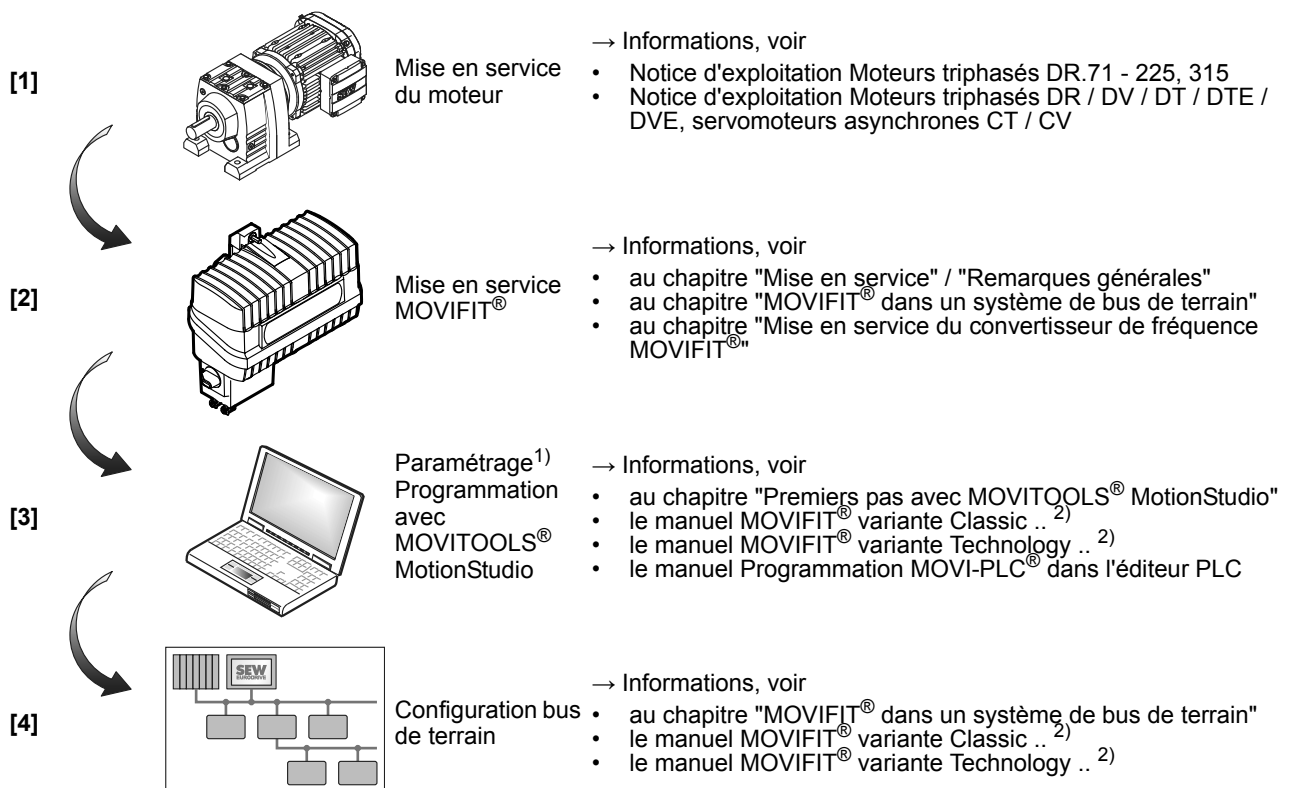 [1]
Mise en service
du moteur
→ Informations, voir
• Notice d'exploitation Moteurs triphasés DR.71 - 225, 315
• Notice d'exploitation Moteurs triphasés DR / DV / DT / DTE /
DVE, servomoteurs asynchrones CT / CV
SEW
[2]
Mise en service
MOVIFIT®
→ Informations, voir
• au chapitre "Mise en service" / "Remarques générales"
• au chapitre "MOVIFIT® dans un système de bus de terrain"
• au chapitre "Mise en service du convertisseur de fréquence
MOVIFIT®"
[3]
Paramétrage1)
Programmation
avec
MOVITOOLS®
MotionStudio
→ Informations, voir
• au chapitre "Premiers pas avec MOVITOOLS® MotionStudio"
• le manuel MOVIFIT® variante Classic .. 2)
• le manuel MOVIFIT® variante Technology .. 2)
• le manuel Programmation MOVI-PLC® dans l'éditeur PLC
[4]
SEW
EURODRIVE
Configuration bus
de terrain
→ Informations, voir
• au chapitre "MOVIFIT® dans un système de bus de terrain"
• le manuel MOVIFIT® variante Classic .. 2)
• le manuel MOVIFIT® variante Technology .. 2)